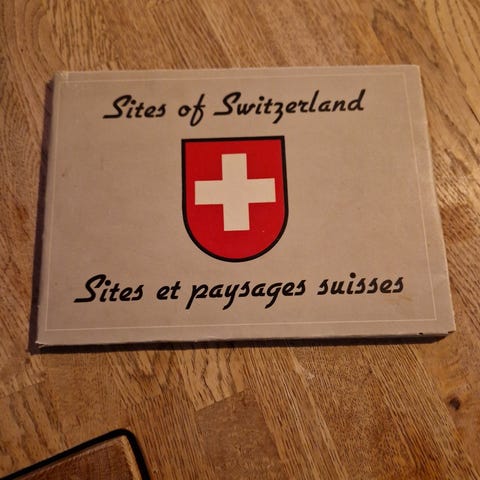 Sites of Switzerland
Sites et paysages suisses